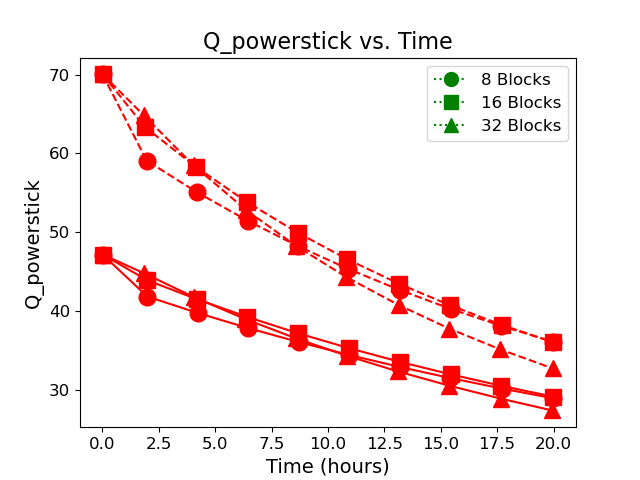 Q_powerstick vs. Time
8 Blocks
16 Blocks
32 Blocks
70
60
50
40
30
Q_powerstick
0.0 2.5 5.0 7.5 10.0 12.5 15.0 17.5 20.0
Time (hours)